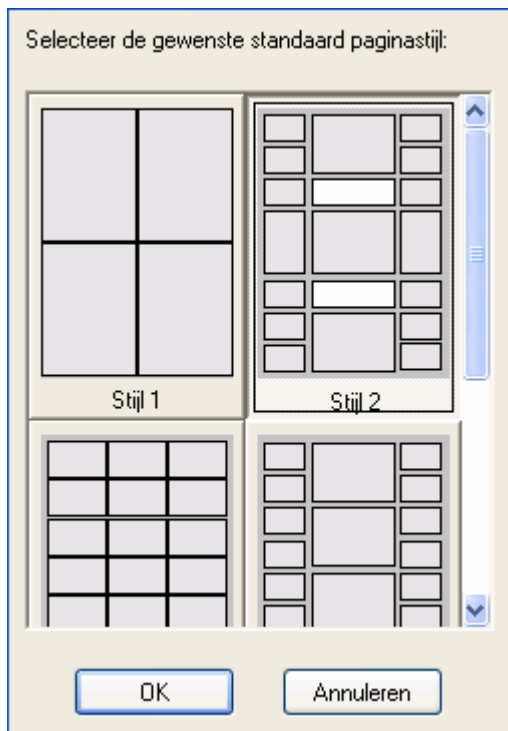 Selecteer de gewenste standaard paginastijl:
Stijl 1
Stijl 2
OK
Annuleren